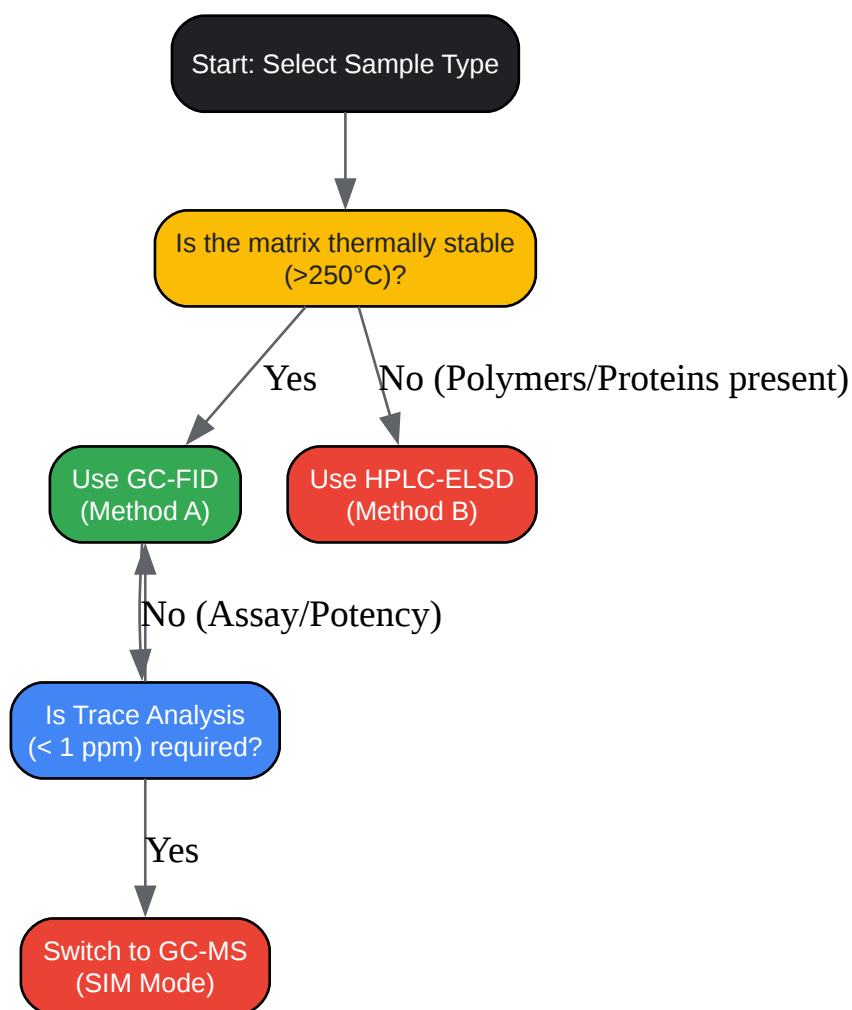 Start: Select Sample Type
Is the matrix thermally stable
(>250°C)?
Yes
No (Polymers/Proteins present)
Use GC-FID
(Method A)
Use HPLC-ELSD
(Method B)
No (Assay/Potency)
Is Trace Analysis
(< 1 ppm) required?
Yes
Switch to GC-MS
(SIM Mode)